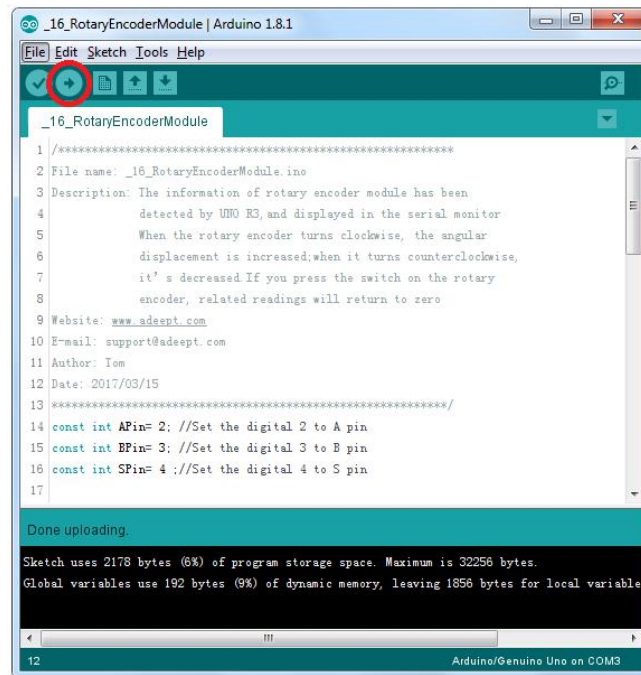 _16_RotaryEncoderModule | Arduino 1.8.1
File Edit Sketch Tools Help
_16_RotaryEncoderModule
1 /************************************************************
2 File name: _16_RotaryEncoderModule.ino
3 Description: The information of rotary encoder module has been
4 detected by UNO R3,and displayed in the serial monitor
5 When the rotary encoder turns clockwise, the angular
6 displacement is increased;when it turns counterclockwise,
7 it’s decreased.If you press the switch on the rotary
8 encoder, related readings will return to zero
9 Website: www.adeept.com
10 E-mail: support@adeept.com
11 Author: Tom
12 Date: 2017/03/15
13 ************************************************************/
14 const int APin= 2; //Set the digital 2 to A pin
15 const int BPin= 3; //Set the digital 3 to B pin
16 const int SPin= 4 ;//Set the digital 4 to S pin
17
Done uploading.
Sketch uses 2178 bytes (6%) of program storage space. Maximum is 32256 bytes.
Global variables use 192 bytes (9%) of dynamic memory, leaving 1856 bytes for local variable
12 Arduino/Genuino Uno on COM3